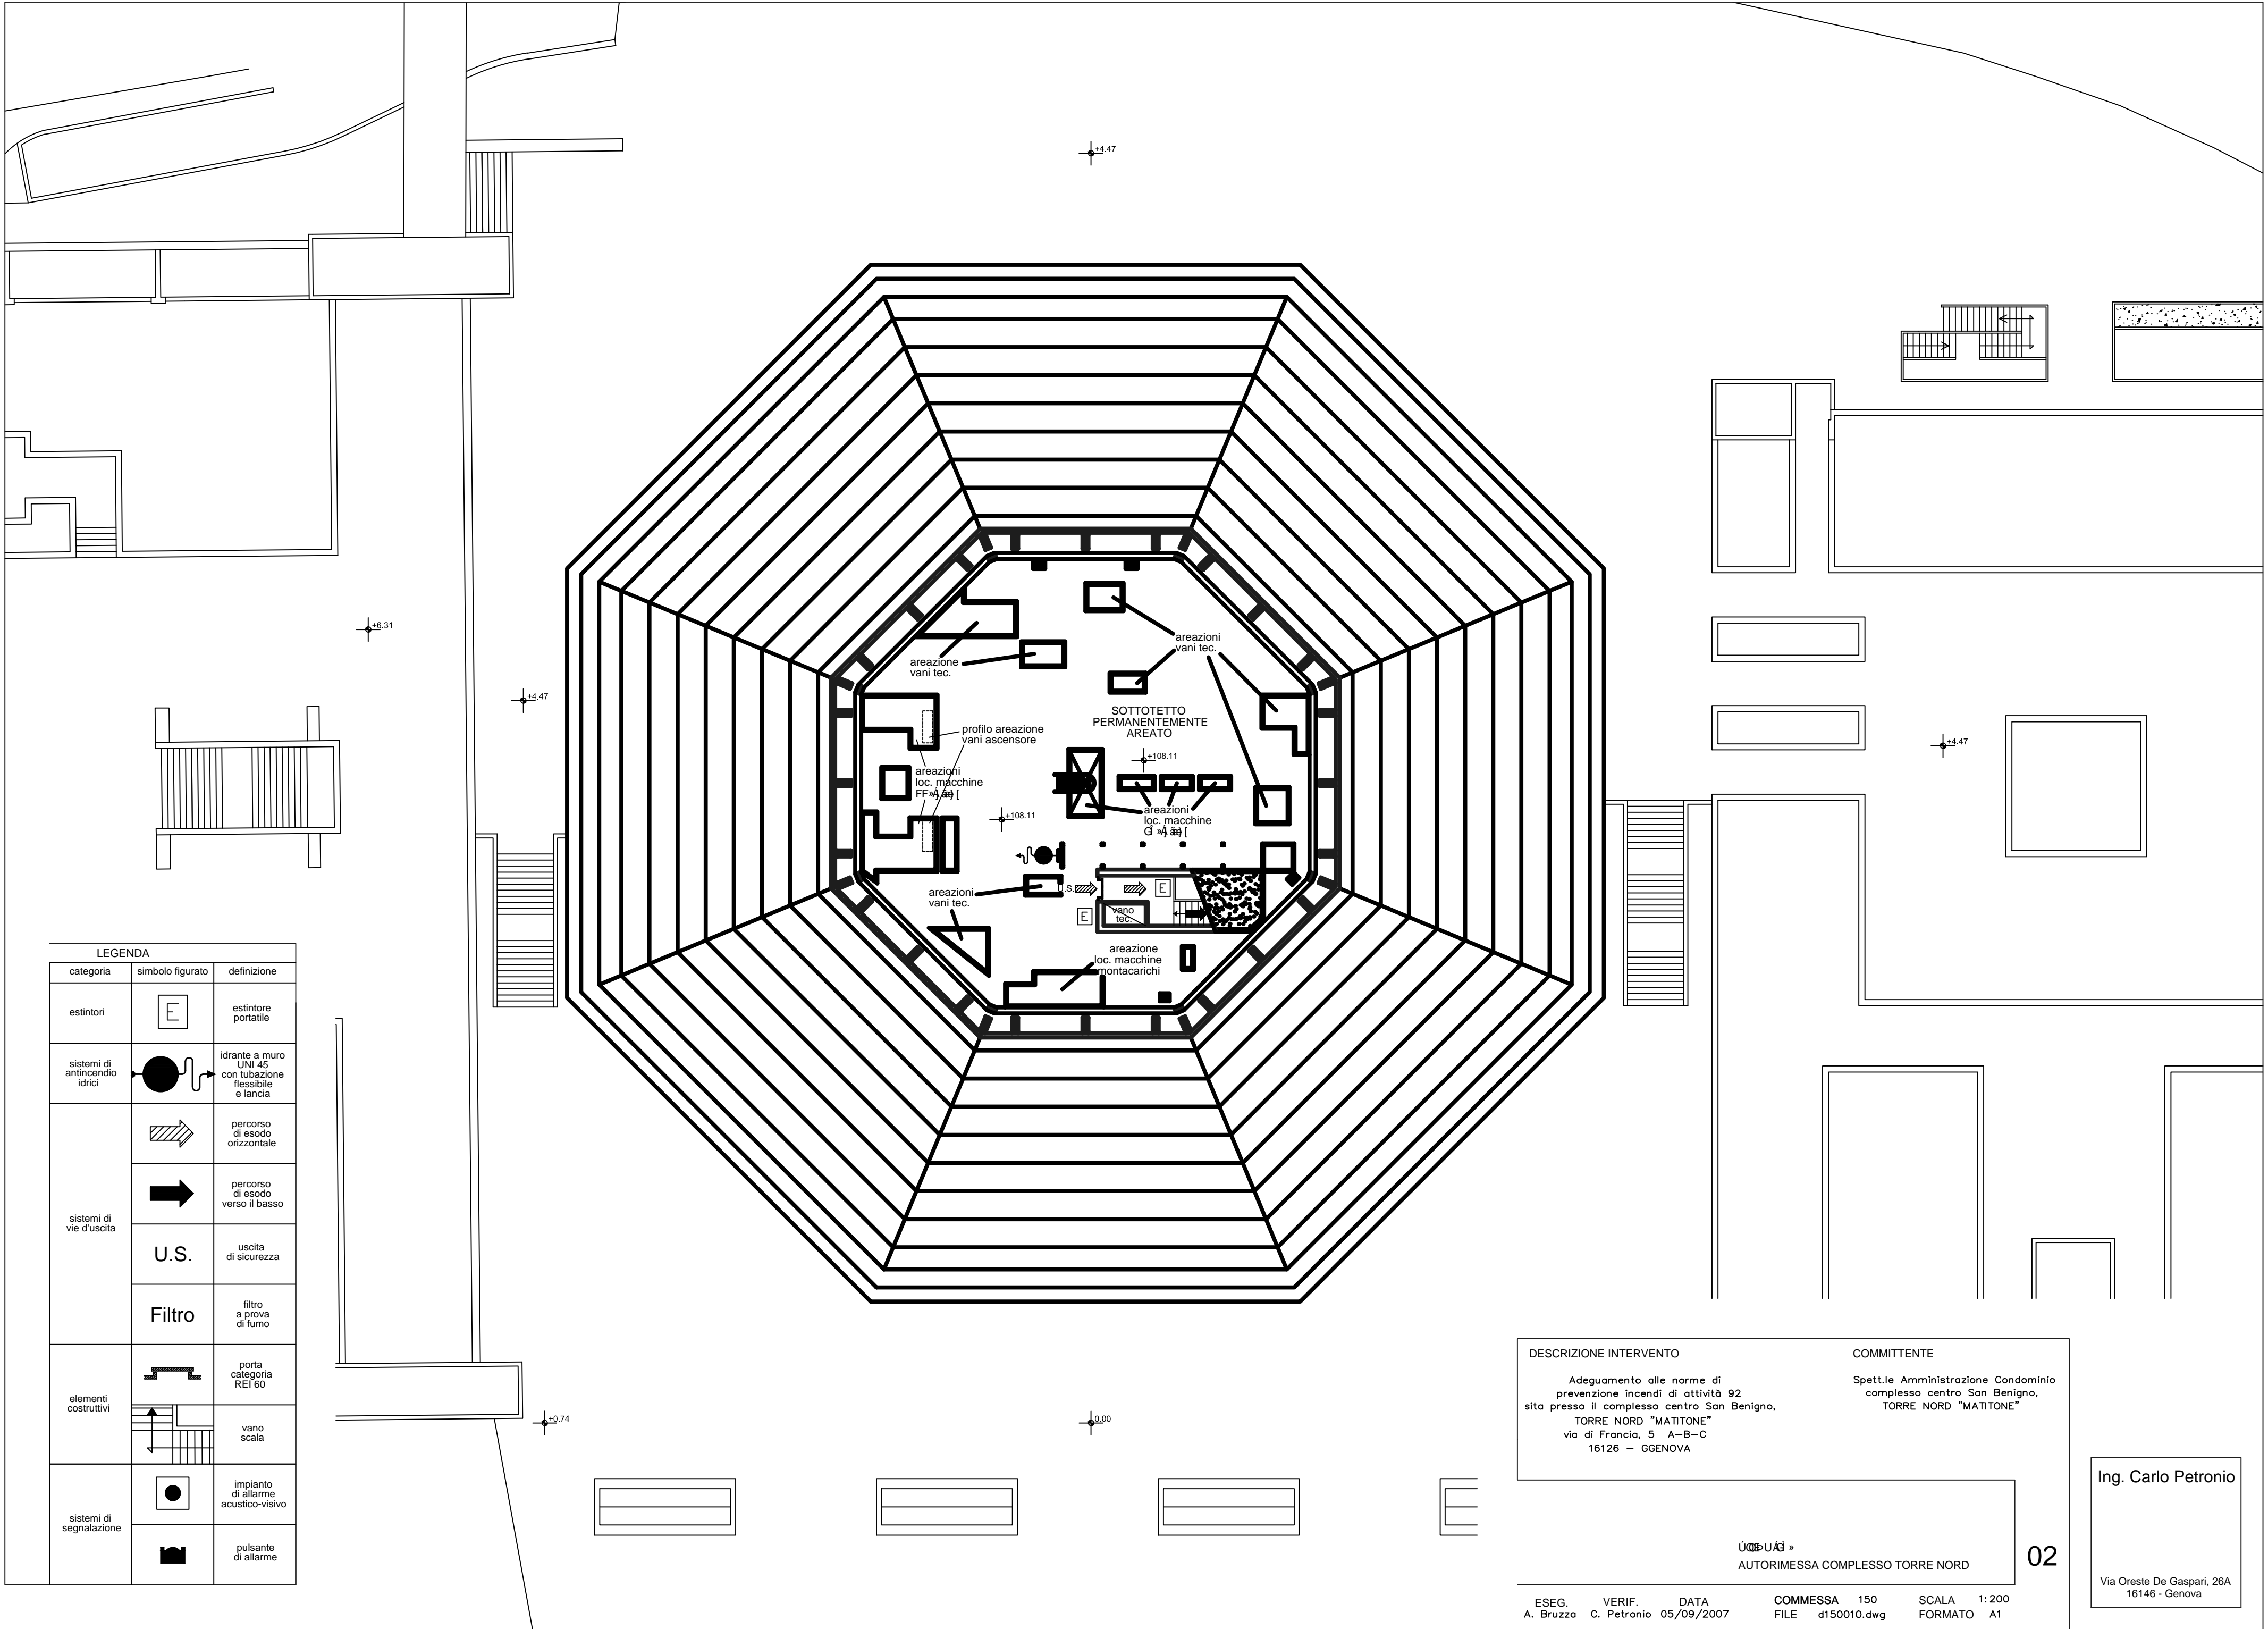 +4.47
+6.31
+4.47
+4.47
areazioni
vani tec.
areazione
vani tec.
SOTTOTETTO
PERMANENTEMENTE
AREATO
profilo areazione
vani ascensore
+108.11
areazioni
loc. macchine
areazioni
loc. macchine
+108.11
areazioni
vani tec.
U.S.
E
E
vano
tec.
areazione
loc. macchine
montacarichi
LEGENDA
categoria simbolo figurato definizione
estintori
E
estintore
portatile
sistemi di
antincendio
idrici
idrante a muro
UNI 45
con tubazione
flessibile
e lancia
percorso
di esodo
orizzontale
percorso
di esodo
verso il basso
sistemi di
vie d'uscita
U.S.
uscita
di sicurezza
Filtro
filtro
a prova
di fumo
porta
categoria
REI 60
elementi
costruttivi
vano
scala
impianto
di allarme
acustico-visivo
sistemi di
segnalazione
pulsante
di allarme
+0.74
0.00
DESCRIZIONE INTERVENTO
Adeguamento alle norme di
prevenzione incendi di attività 92
sita presso il complesso centro San Benigno,
TORRE NORD "MATITONE"
via di Francia, 5 A-B-C
16126 - GGENOVA
COMMITTENTE
Spett.le Amministrazione Condominio
complesso centro San Benigno,
TORRE NORD "MATITONE"
AUTORIMESSA COMPLESSO TORRE NORD
02
ESEG. VERIF. DATA COMMESSA 150 SCALA 1:200
A. Bruzza C. Petronio 05/09/2007 FILE d150010.dwg FORMATO A1
Ing. Carlo Petronio
Via Oreste De Gaspari, 26A
16146 - Genova